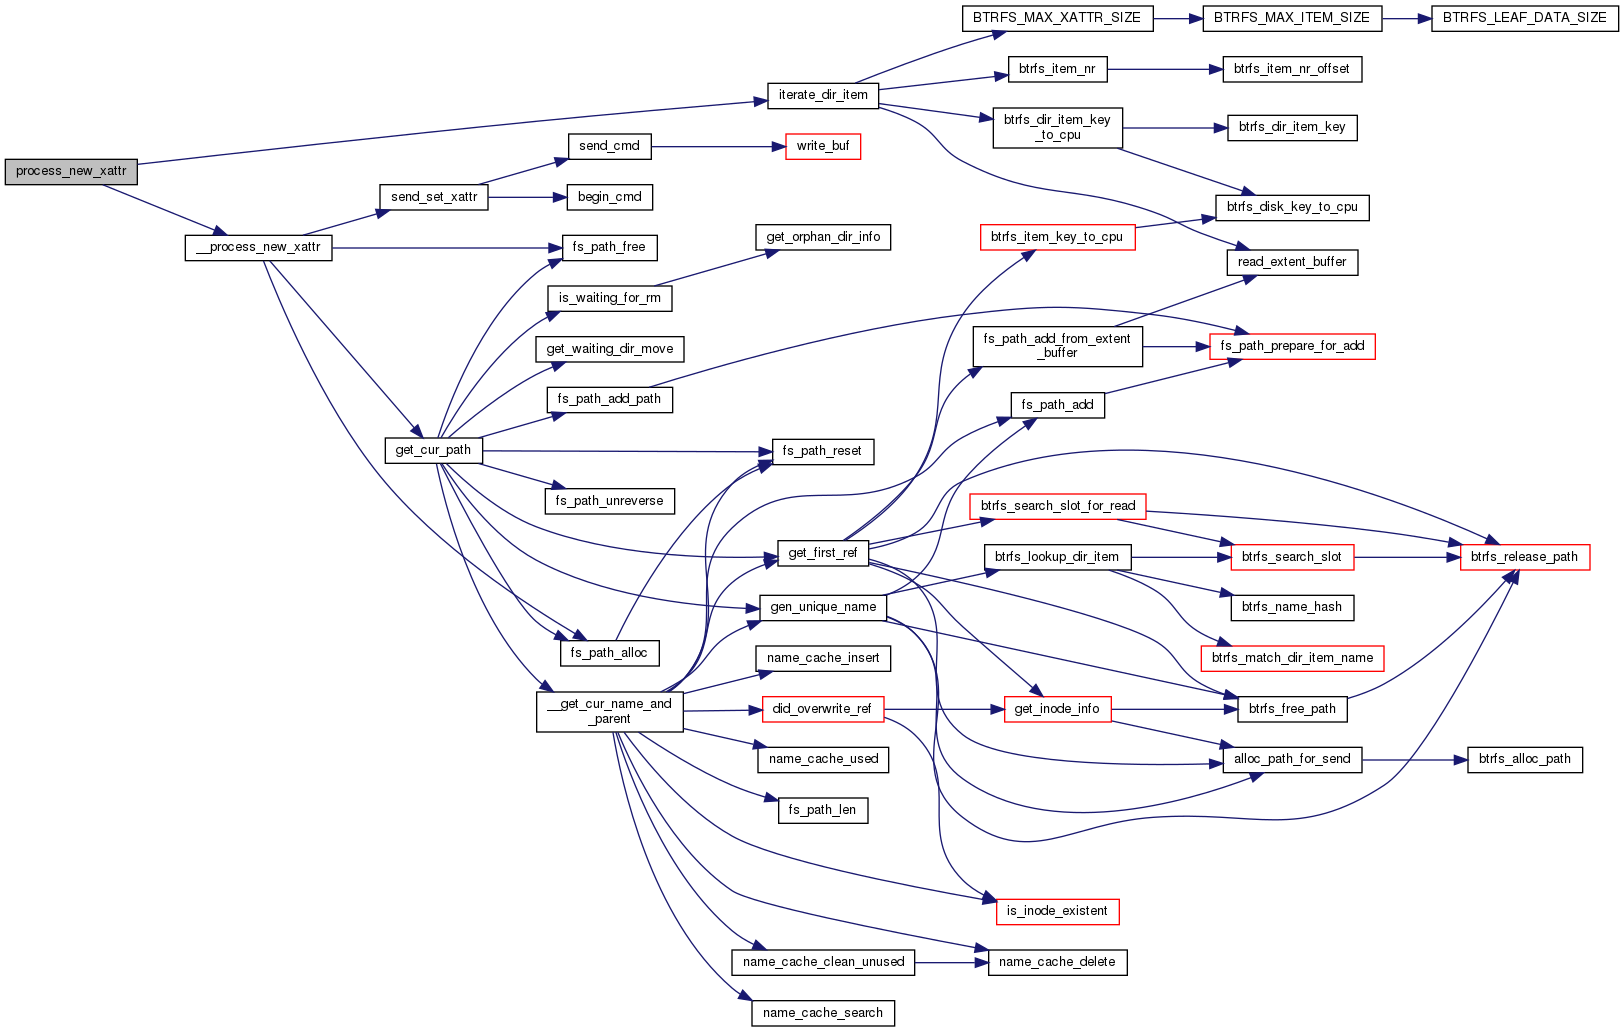 BTRFS_MAX_XATTR_SIZE
BTRFS_MAX_ITEM_SIZE
BTRFS_LEAF_DATA_SIZE
btrfs_item_nr
btrfs_item_nr_offset
iterate_dir_item
btrfs_dir_item_key
_to_cpu
btrfs_dir_item_key
send_cmd
write_buf
process_new_xattr
send_set_xattr
begin_cmd
btrfs_disk_key_to_cpu
__process_new_xattr
fs_path_free
get_orphan_dir_info
btrfs_item_key_to_cpu
read_extent_buffer
is_waiting_for_rm
get_waiting_dir_move
fs_path_add_from_extent
_buffer
fs_path_prepare_for_add
fs_path_add_path
fs_path_add
get_cur_path
fs_path_reset
fs_path_unreverse
btrfs_search_slot_for_read
get_first_ref
btrfs_lookup_dir_item
btrfs_search_slot
btrfs_release_path
gen_unique_name
btrfs_name_hash
fs_path_alloc
name_cache_insert
btrfs_match_dir_item_name
__get_cur_name_and
_parent
did_overwrite_ref
get_inode_info
btrfs_free_path
name_cache_used
alloc_path_for_send
btrfs_alloc_path
fs_path_len
is_inode_existent
name_cache_clean_unused
name_cache_delete
name_cache_search